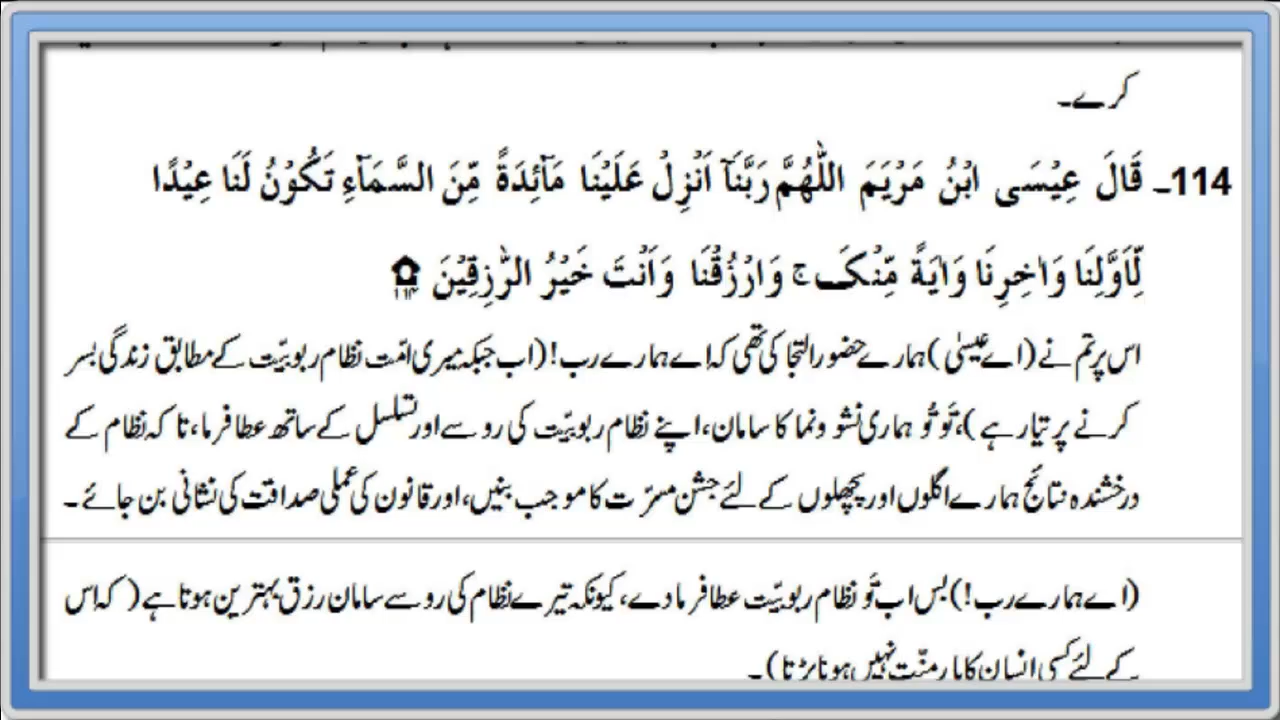 کرے۔
114۔ قَالَ عِیْسَی ابْنُ مَرْیَمَ اللّٰهُمَّ رَبَّنَاۤ اَنْزِلْ عَلَیْنَا مَآئِدَةً مِّنَ السَّمَآءِ تَکُوْنُ لَنَا عِیْدًا
لِّاَوَّلِنَا وَاٰخِرِنَا وَاٰیَةً مِّنْکَ ۚ وَارْزُقْنَا وَاَنْتَ خَیْرُ الرّٰزِقِیْنَ ۝۱۱۴
اس پر تم نے (اے عیسیٰ) ہمارے حضور التجا کی تھی کہ اے ہمارے رب! (اب جبکہ میری امّت نظام ربوبیّت کے مطابق زندگی بسر
کرنے پر تیار ہے)، تَو تُو ہماری نشو ونما کا سامان، اپنے نظام ربوبیّت کی رو سے اور تسلسل کے ساتھ عطا فرما، تا کہ نظام کے
درخشندہ نتائج ہمارے اگلوں اور پچھلوں کے لئے جشن مسرّت کا موجب بنیں، اور قانون کی عملی صداقت کی نشانی بن جائے۔
(اے ہمارے رب!) بس اب تُو نظام ربوبیّت عطا فرما دے، کیونکہ تیرے نظام کی رو سے سامان رزق بہترین ہوتا ہے (کہ اس
کے لئے کسی انسان کا بار منّت نہیں ہونا پڑتا)۔